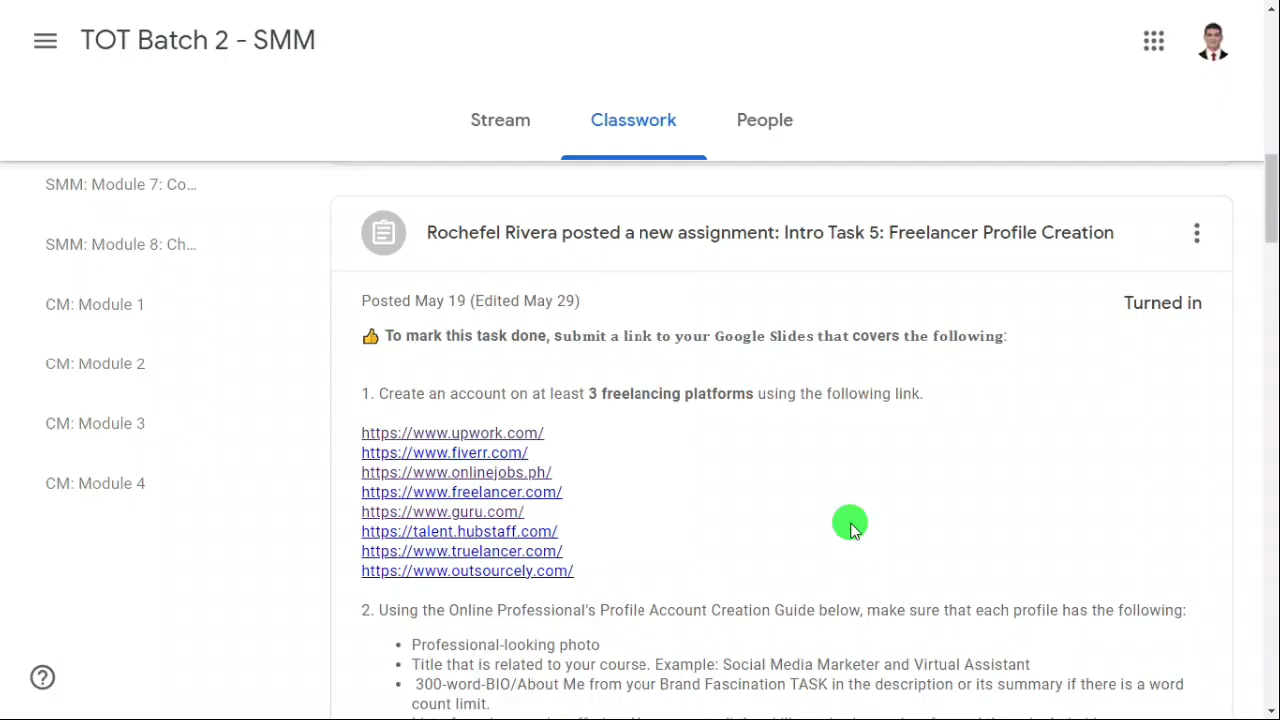 TOT Batch 2 - SMM
Stream
Classwork
People
SMM: Module 7: Co...
SMM: Module 8: Ch...
CM: Module 1
CM: Module 2
CM: Module 3
CM: Module 4
Rochefel Rivera posted a new assignment: Intro Task 5: Freelancer Profile Creation
Posted May 19 (Edited May 29)
Turned in
👍 To mark this task done, submit a link to your Google Slides that covers the following:
1. Create an account on at least 3 freelancing platforms using the following link.
https://www.upwork.com/
https://www.fiverr.com/
https://www.onlinejobs.ph/
https://www.freelancer.com/
https://www.guru.com/
https://talent.hubstaff.com/
https://www.truelancer.com/
https://www.outsourcely.com/
2. Using the Online Professional's Profile Account Creation Guide below, make sure that each profile has the following:
• Professional-looking photo
• Title that is related to your course. Example: Social Media Marketer and Virtual Assistant
• 300-word-BIO/About Me from your Brand Fascination TASK in the description or its summary if there is a word
count limit.